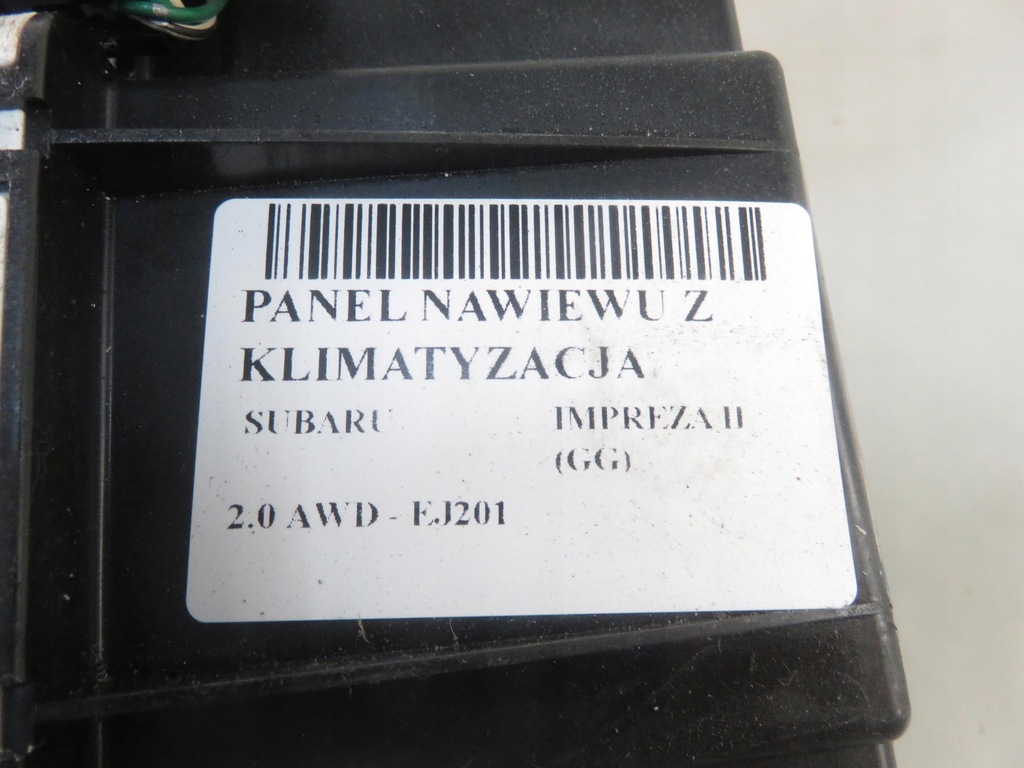 PANEL NAWIEWU Z
KLIMATYZACJA
SUBARU IMPREZA II
(GG)
2.0 AWD - EJ201